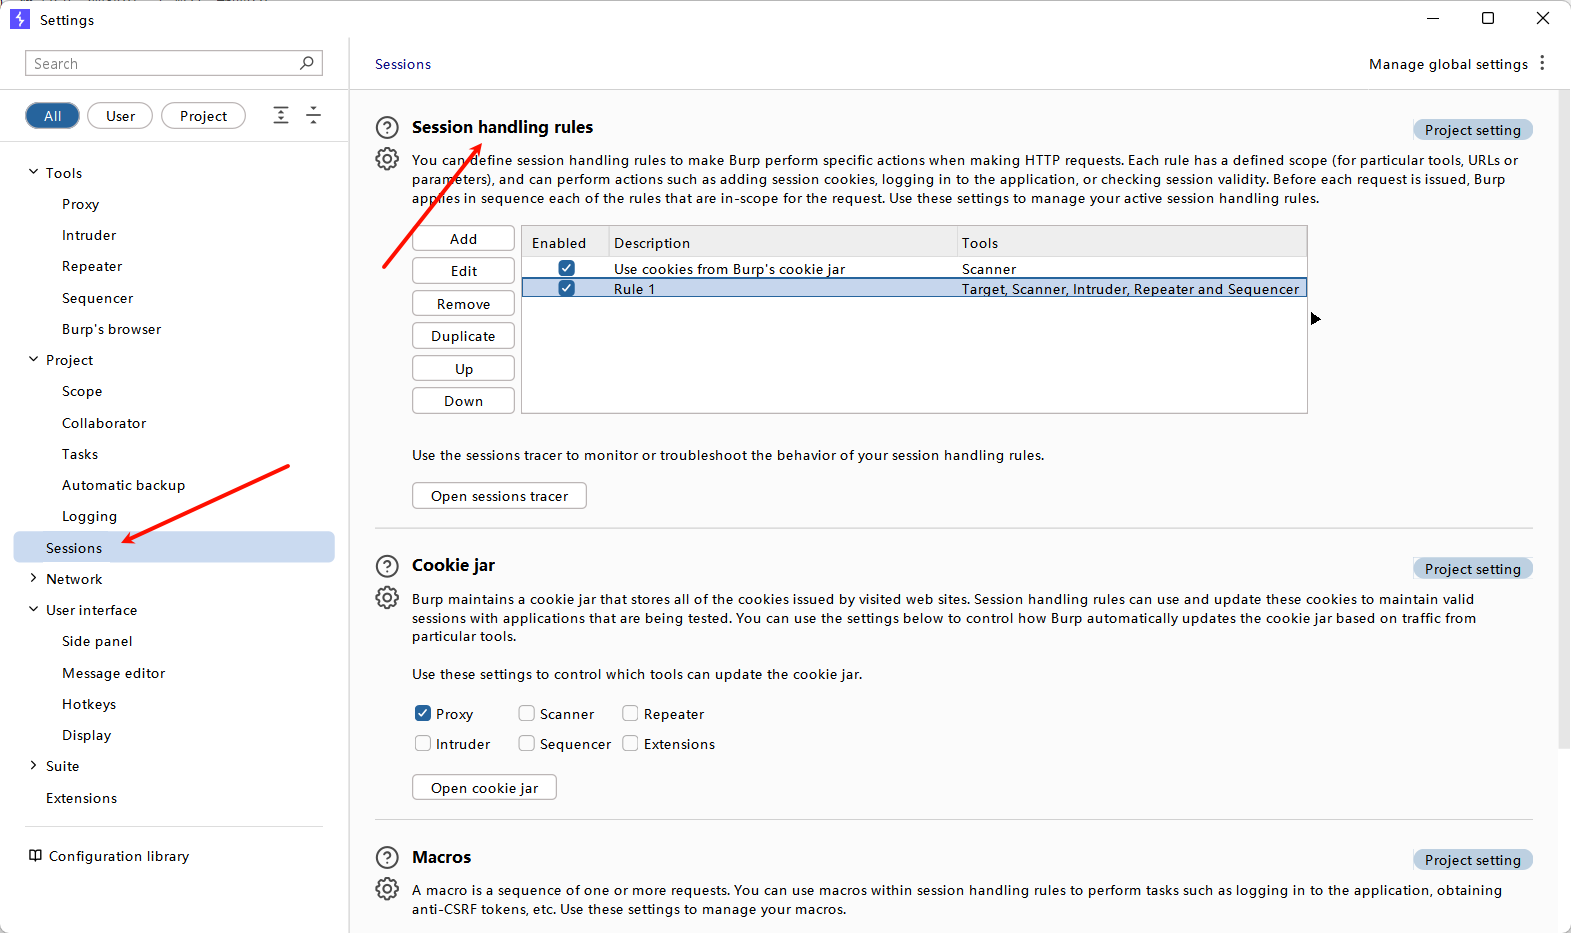 Settings
Search
All
User
Project
Tools
Proxy
Intruder
Repeater
Sequencer
Burp's browser
Project
Scope
Collaborator
Tasks
Automatic backup
Logging
Sessions
Network
User interface
Side panel
Message editor
Hotkeys
Display
Suite
Extensions
Configuration library
Sessions
Manage global settings
Session handling rules
Project setting
You can define session handling rules to make Burp perform specific actions when making HTTP requests. Each rule has a defined scope (for particular tools, URLs or
parameters), and can perform actions such as adding session cookies, logging in to the application, or checking session validity. Before each request is issued, Burp
applies in sequence each of the rules that are in-scope for the request. Use these settings to manage your active session handling rules.
Add
Edit
Remove
Duplicate
Up
Down
Enabled Description Tools
Use cookies from Burp's cookie jar Scanner
Rule 1 Target, Scanner, Intruder, Repeater and Sequencer
Use the sessions tracer to monitor or troubleshoot the behavior of your session handling rules.
Open sessions tracer
Cookie jar
Project setting
Burp maintains a cookie jar that stores all of the cookies issued by visited web sites. Session handling rules can use and update these cookies to maintain valid
sessions with applications that are being tested. You can use the settings below to control how Burp automatically updates the cookie jar based on traffic from
particular tools.
Use these settings to control which tools can update the cookie jar.
Proxy Scanner Repeater
Intruder Sequencer Extensions
Open cookie jar
Macros
Project setting
A macro is a sequence of one or more requests. You can use macros within session handling rules to perform tasks such as logging in to the application, obtaining
anti-CSRF tokens, etc. Use these settings to manage your macros.